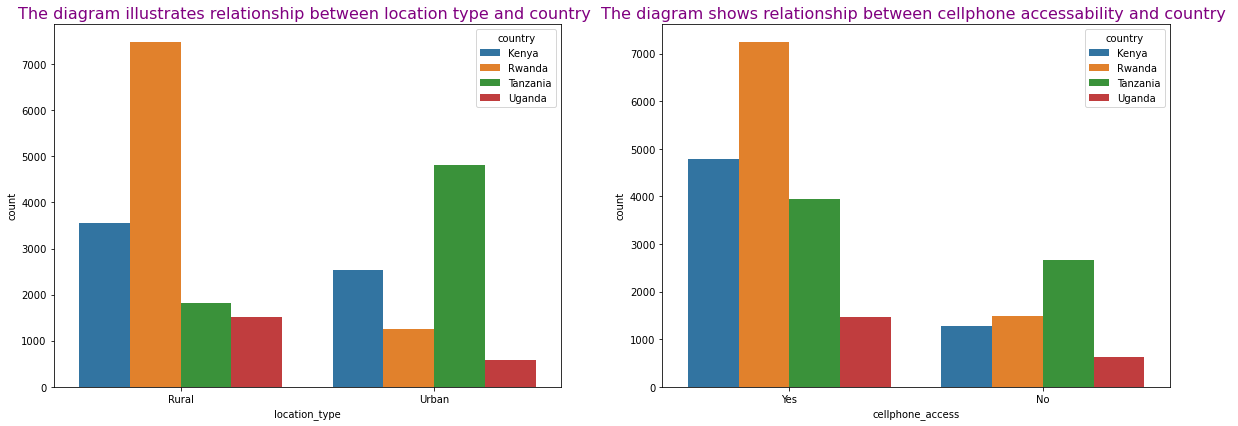 The diagram illustrates relationship between location type and country
country
Kenya
Rwanda
Tanzania
Uganda
7000
6000
5000
4000
3000
2000
1000
0
count
Rural
Urban
location_type
The diagram shows relationship between cellphone accessability and country
country
Kenya
Rwanda
Tanzania
Uganda
7000
6000
5000
4000
3000
2000
1000
0
count
Yes
No
cellphone_access